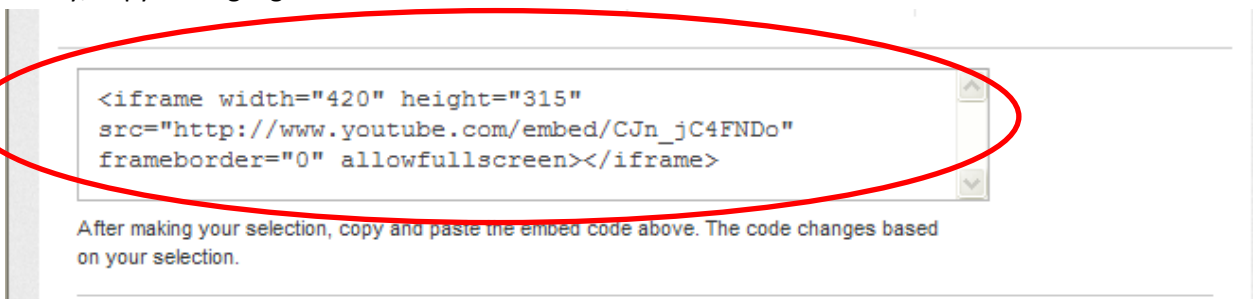 <iframe width="420" height="315"
src="http://www.youtube.com/embed/CJn_jC4FNDo"
frameborder="0" allowfullscreen></iframe>
After making your selection, copy and paste the embed code above. The code changes based
on your selection.